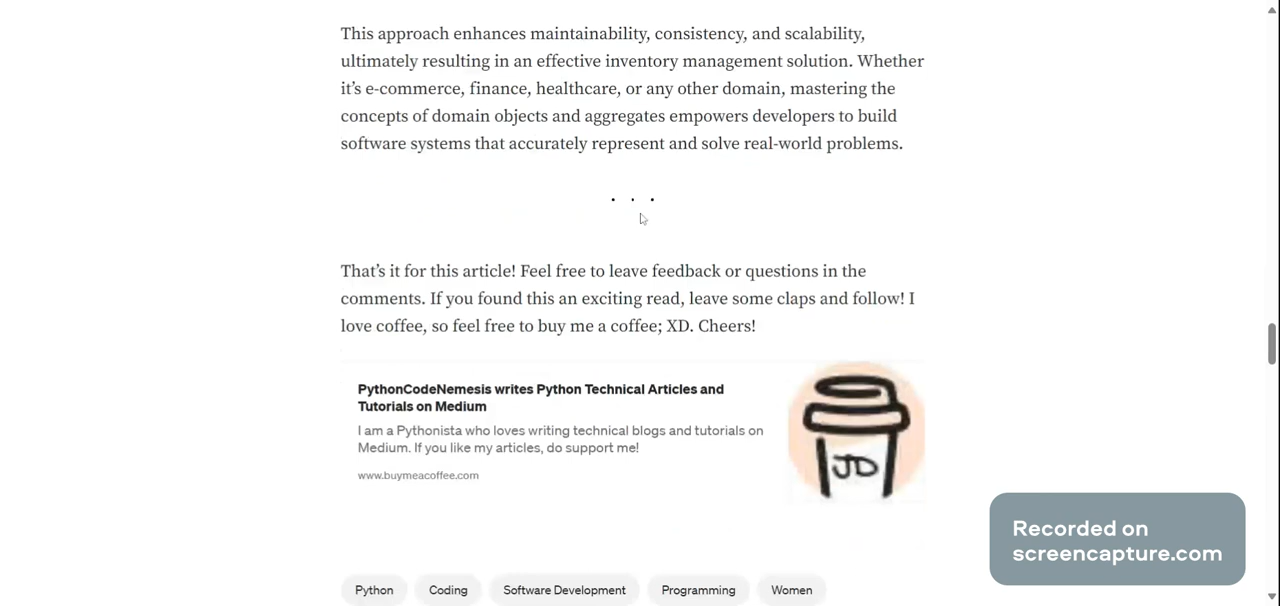 This approach enhances maintainability, consistency, and scalability,
ultimately resulting in an effective inventory management solution. Whether
it’s e-commerce, finance, healthcare, or any other domain, mastering the
concepts of domain objects and aggregates empowers developers to build
software systems that accurately represent and solve real-world problems.
. . .
That’s it for this article! Feel free to leave feedback or questions in the
comments. If you found this an exciting read, leave some claps and follow! I
love coffee, so feel free to buy me a coffee; XD. Cheers!
PythonCodeNemesis writes Python Technical Articles and
Tutorials on Medium
I am a Pythonista who loves writing technical blogs and tutorials on
Medium. If you like my articles, do support me!
www.buymeacoffee.com
JD
Recorded on
screencapture.com
Python Coding Software Development Programming Women